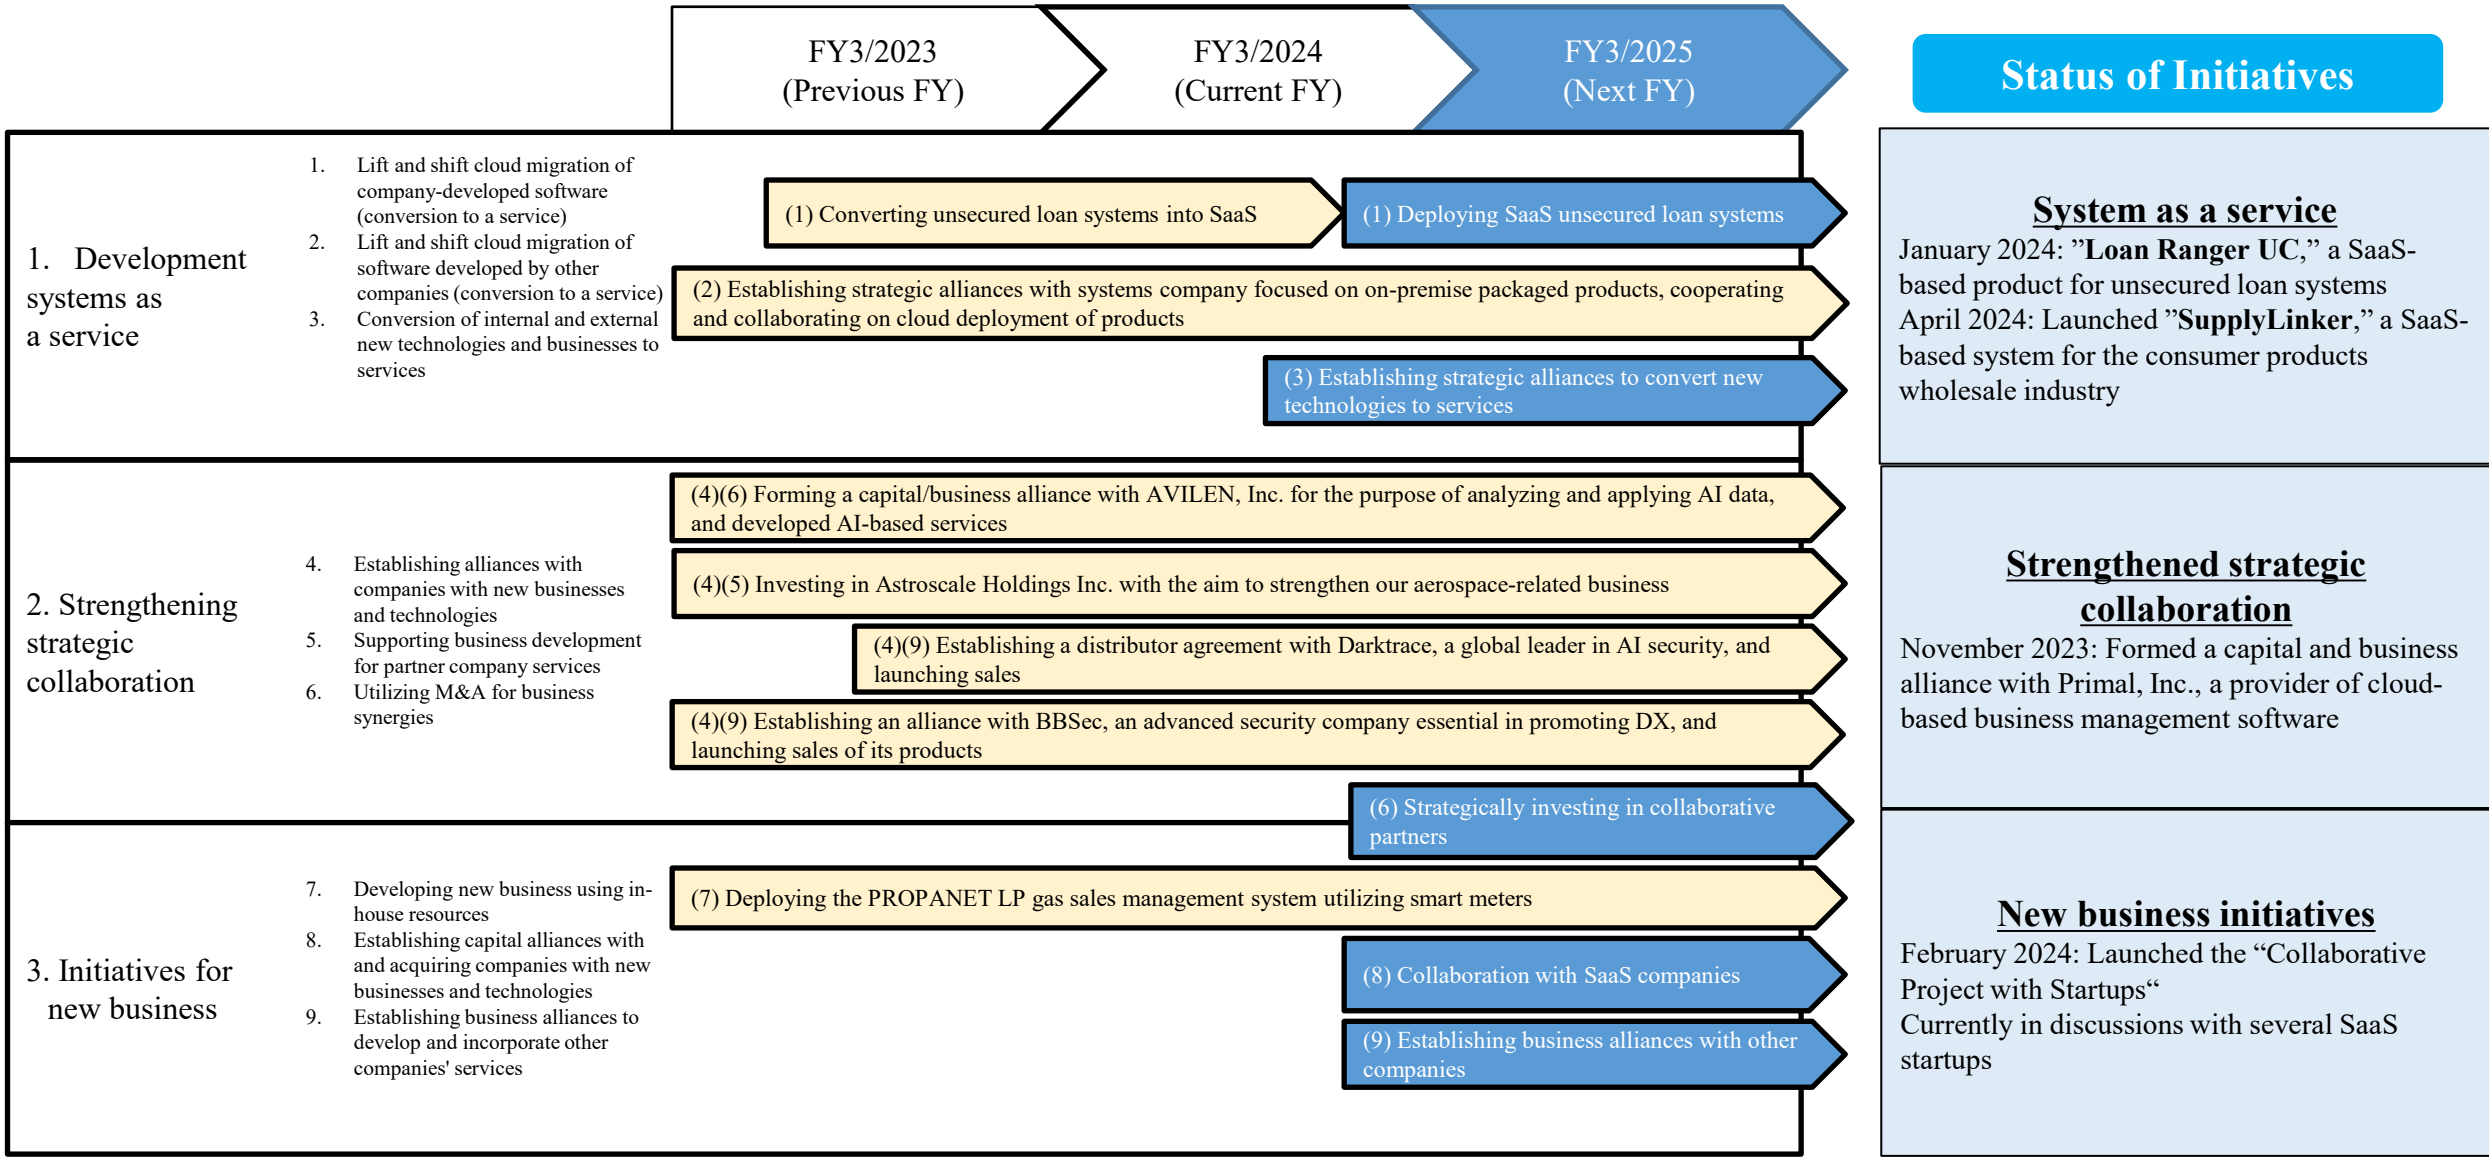 FY3/2023
(Previous FY)
FY3/2024
(Current FY)
FY3/2025
(Next FY)
Status of Initiatives
1. Development
systems as
a service
1. Lift and shift cloud migration of
company-developed software
(conversion to a service)
2. Lift and shift cloud migration of
software developed by other
companies (conversion to a service)
3. Conversion of internal and external
new technologies and businesses to
services
(1) Converting unsecured loan systems into SaaS
(1) Deploying SaaS unsecured loan systems
(2) Establishing strategic alliances with systems company focused on on-premise packaged products, cooperating
and collaborating on cloud deployment of products
(3) Establishing strategic alliances to convert new
technologies to services
System as a service
January 2024: ”Loan Ranger UC,” a SaaS-
based product for unsecured loan systems
April 2024: Launched ”SupplyLinker,” a SaaS-
based system for the consumer products
wholesale industry
2. Strengthening
strategic
collaboration
4. Establishing alliances with
companies with new businesses
and technologies
5. Supporting business development
for partner company services
6. Utilizing M&A for business
synergies
(4)(6) Forming a capital/business alliance with AVILEN, Inc. for the purpose of analyzing and applying AI data,
and developed AI-based services
(4)(5) Investing in Astroscale Holdings Inc. with the aim to strengthen our aerospace-related business
(4)(9) Establishing a distributor agreement with Darktrace, a global leader in AI security, and
launching sales
(4)(9) Establishing an alliance with BBSec, an advanced security company essential in promoting DX, and
launching sales of its products
(6) Strategically investing in collaborative
partners
Strengthened strategic
collaboration
November 2023: Formed a capital and business
alliance with Primal, Inc., a provider of cloud-
based business management software
3. Initiatives for
new business
7. Developing new business using in-
house resources
8. Establishing capital alliances with
and acquiring companies with new
businesses and technologies
9. Establishing business alliances to
develop and incorporate other
companies' services
(7) Deploying the PROPANET LP gas sales management system utilizing smart meters
(8) Collaboration with SaaS companies
(9) Establishing business alliances with other
companies
New business initiatives
February 2024: Launched the “Collaborative
Project with Startups“
Currently in discussions with several SaaS
startups